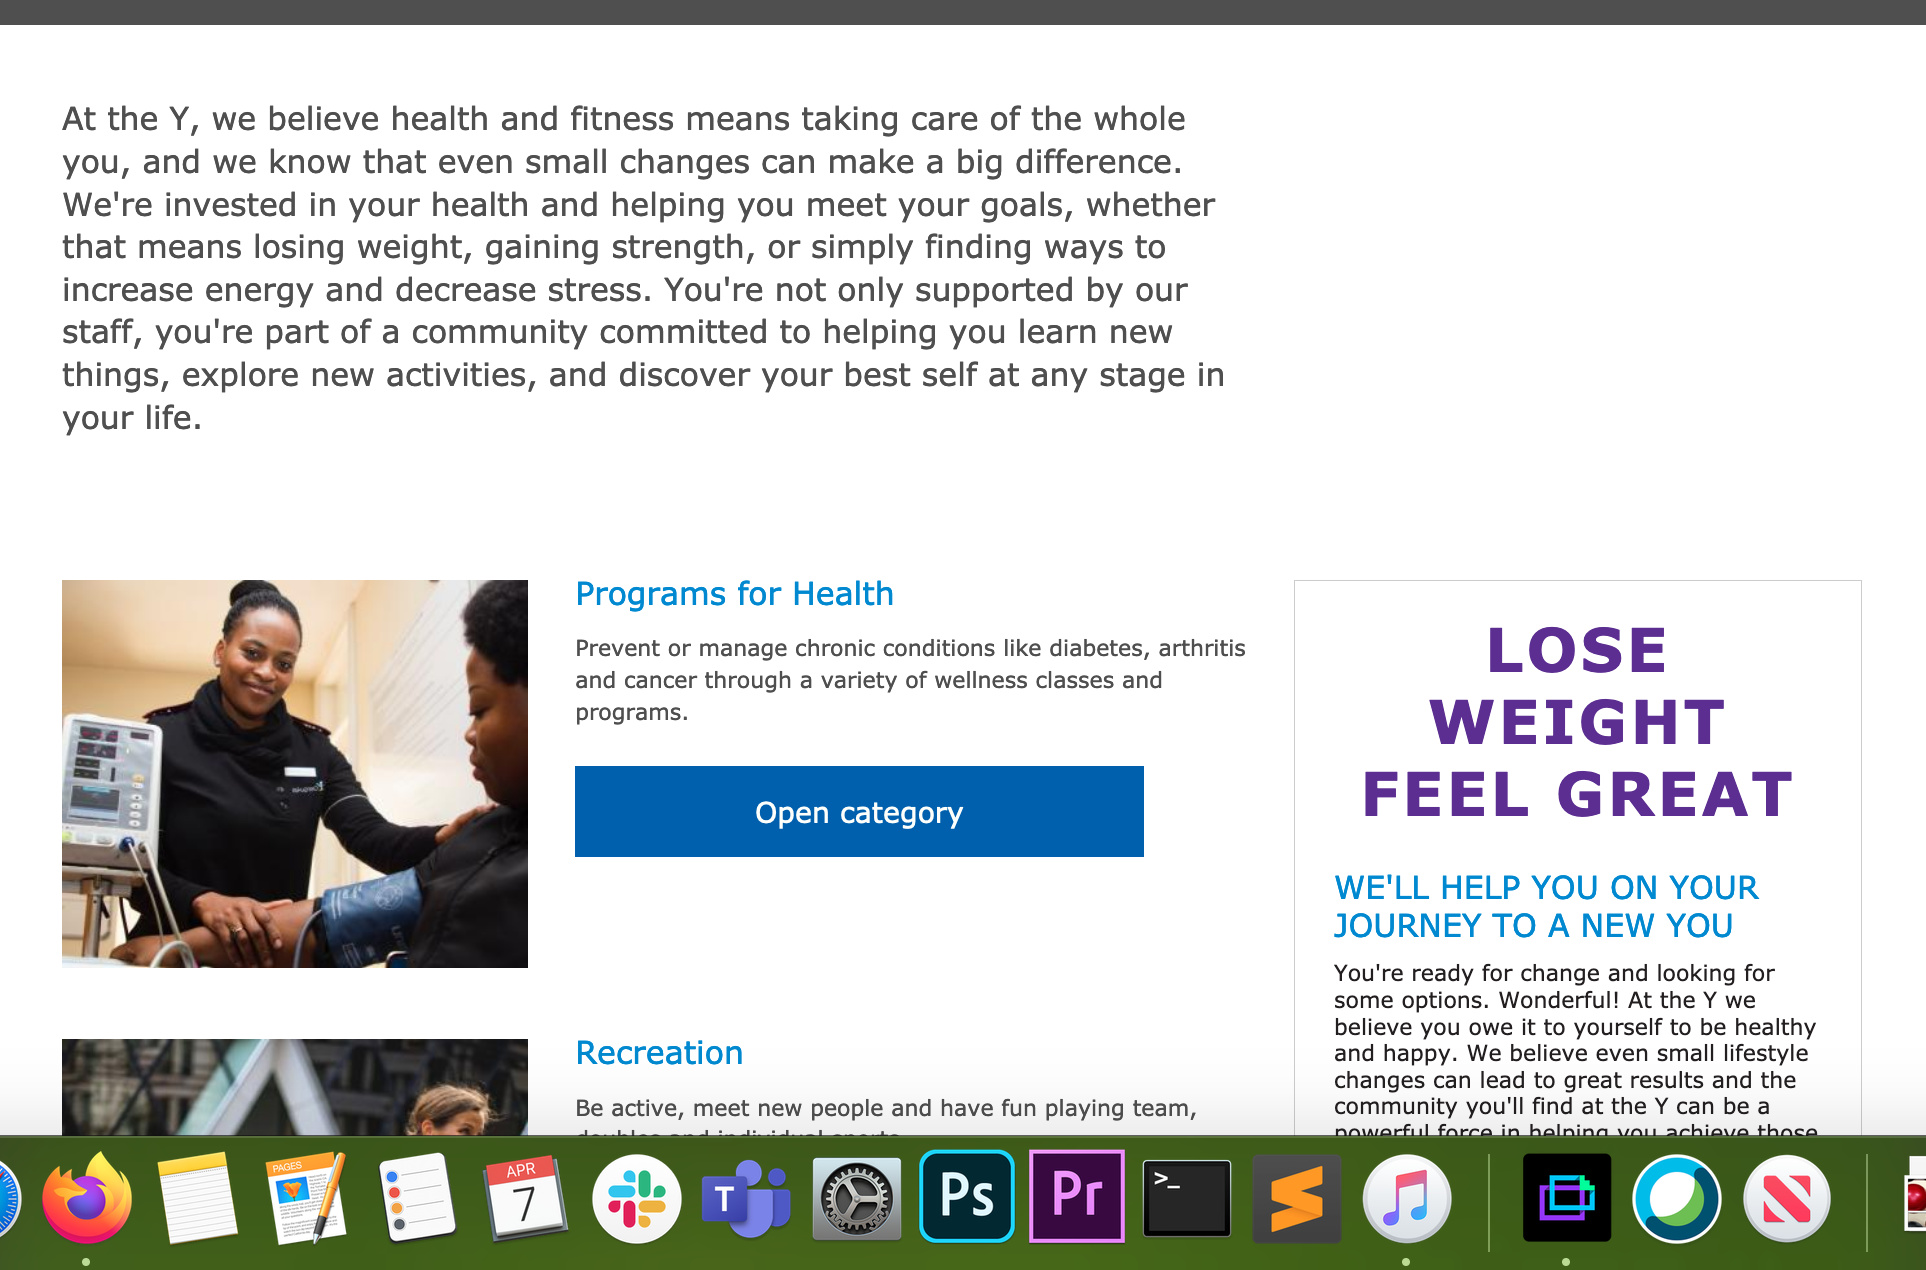 At the Y, we believe health and fitness means taking care of the whole
you, and we know that even small changes can make a big difference.
We're invested in your health and helping you meet your goals, whether
that means losing weight, gaining strength, or simply finding ways to
increase energy and decrease stress. You're not only supported by our
staff, you're part of a community committed to helping you learn new
things, explore new activities, and discover your best self at any stage in
your life.
Programs for Health
Prevent or manage chronic conditions like diabetes, arthritis
and cancer through a variety of wellness classes and
programs.
Open category
Recreation
Be active, meet new people and have fun playing team,
doubles and individual sports.
LOSE
WEIGHT
FEEL GREAT
WE'LL HELP YOU ON YOUR
JOURNEY TO A NEW YOU
You're ready for change and looking for
some options. Wonderful! At the Y we
believe you owe it to yourself to be healthy
and happy. We believe even small lifestyle
changes can lead to great results and the
community you'll find at the Y can be a
powerful force in helping you achieve those
PAGES
APR
7
T
Ps
Pr
>_